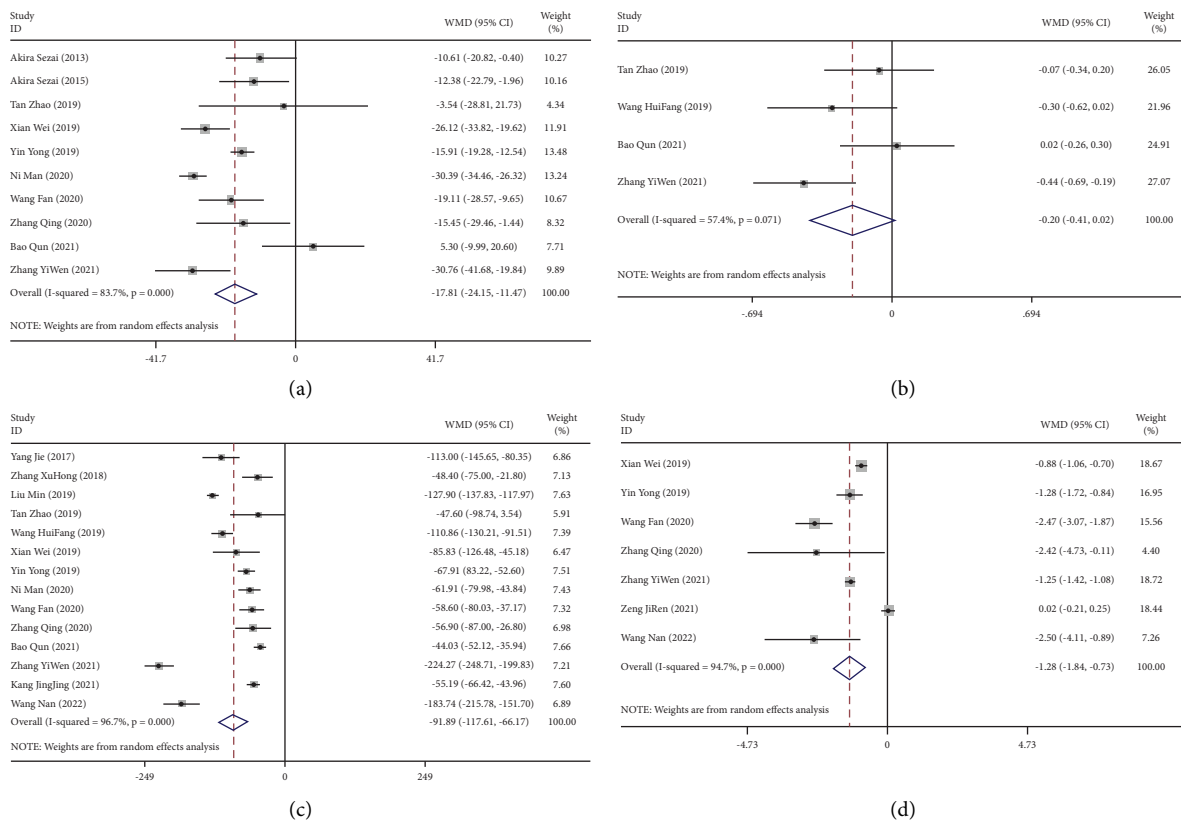 Study
ID
WMD (95% CI)
Weight
(%)
Akira Sezai (2013) -10.61 (-20.82, -0.40) 10.27
Akira Sezai (2015) -12.38 (-22.79, -1.96) 10.16
Tan Zhao (2019) -3.54 (-28.81, 21.73) 4.34
Xian Wei (2019) -26.12 (-33.82, -19.62) 11.91
Yin Yong (2019) -15.91 (-19.28, -12.54) 13.48
Ni Man (2020) -30.39 (-34.46, -26.32) 13.24
Wang Fan (2020) -19.11 (-28.57, -9.65) 10.67
Zhang Qing (2020) -15.45 (-29.46, -1.44) 8.32
Bao Qun (2021) 5.30 (-9.99, 20.60) 7.71
Zhang YiWen (2021) -30.76 (-41.68, -19.84) 9.89
Overall (I-squared = 83.7%, p = 0.000) -17.81 (-24.15, -11.47) 100.00
NOTE: Weights are from random effects analysis
-41.7 0 41.7
(a)
Study
ID
WMD (95% CI)
Weight
(%)
Tan Zhao (2019) -0.07 (-0.34, 0.20) 26.05
Wang HuiFang (2019) -0.30 (-0.62, 0.02) 21.96
Bao Qun (2021) 0.02 (-0.26, 0.30) 24.91
Zhang YiWen (2021) -0.44 (-0.69, -0.19) 27.07
Overall (I-squared = 57.4%, p = 0.071) -0.20 (-0.41, 0.02) 100.00
NOTE: Weights are from random effects analysis
-.694 0 .694
(b)
Study
ID
WMD (95% CI)
Weight
(%)
Yang Jie (2017) -113.00 (-145.65, -80.35) 6.86
Zhang XuHong (2018) -48.40 (-75.00, -21.80) 7.13
Liu Min (2019) -127.90 (-137.83, -117.97) 7.63
Tan Zhao (2019) -47.60 (-98.74, 3.54) 5.91
Wang HuiFang (2019) -110.86 (-130.21, -91.51) 7.39
Xian Wei (2019) -85.83 (-126.48, -45.18) 6.47
Yin Yong (2019) -67.91 (83.22, -52.60) 7.51
Ni Man (2020) -61.91 (-79.98, -43.84) 7.43
Wang Fan (2020) -58.60 (-80.03, -37.17) 7.32
Zhang Qing (2020) -56.90 (-87.00, -26.80) 6.98
Bao Qun (2021) -44.03 (-52.12, -35.94) 7.66
Zhang YiWen (2021) -224.27 (-248.71, -199.83) 7.21
Kang JingJing (2021) -55.19 (-66.42, -43.96) 7.60
Wang Nan (2022) -183.74 (-215.78, -151.70) 6.89
Overall (I-squared = 96.7%, p = 0.000) -91.89 (-117.61, -66.17) 100.00
NOTE: Weights are from random effects analysis
-249 0 249
(c)
Study
ID
WMD (95% CI)
Weight
(%)
Xian Wei (2019) -0.88 (-1.06, -0.70) 18.67
Yin Yong (2019) -1.28 (-1.72, -0.84) 16.95
Wang Fan (2020) -2.47 (-3.07, -1.87) 15.56
Zhang Qing (2020) -2.42 (-4.73, -0.11) 4.40
Zhang YiWen (2021) -1.25 (-1.42, -1.08) 18.72
Zeng JiRen (2021) 0.02 (-0.21, 0.25) 18.44
Wang Nan (2022) -2.50 (-4.11, -0.89) 7.26
Overall (I-squared = 94.7%, p = 0.000) -1.28 (-1.84, -0.73) 100.00
NOTE: Weights are from random effects analysis
-4.73 0 4.73
(d)